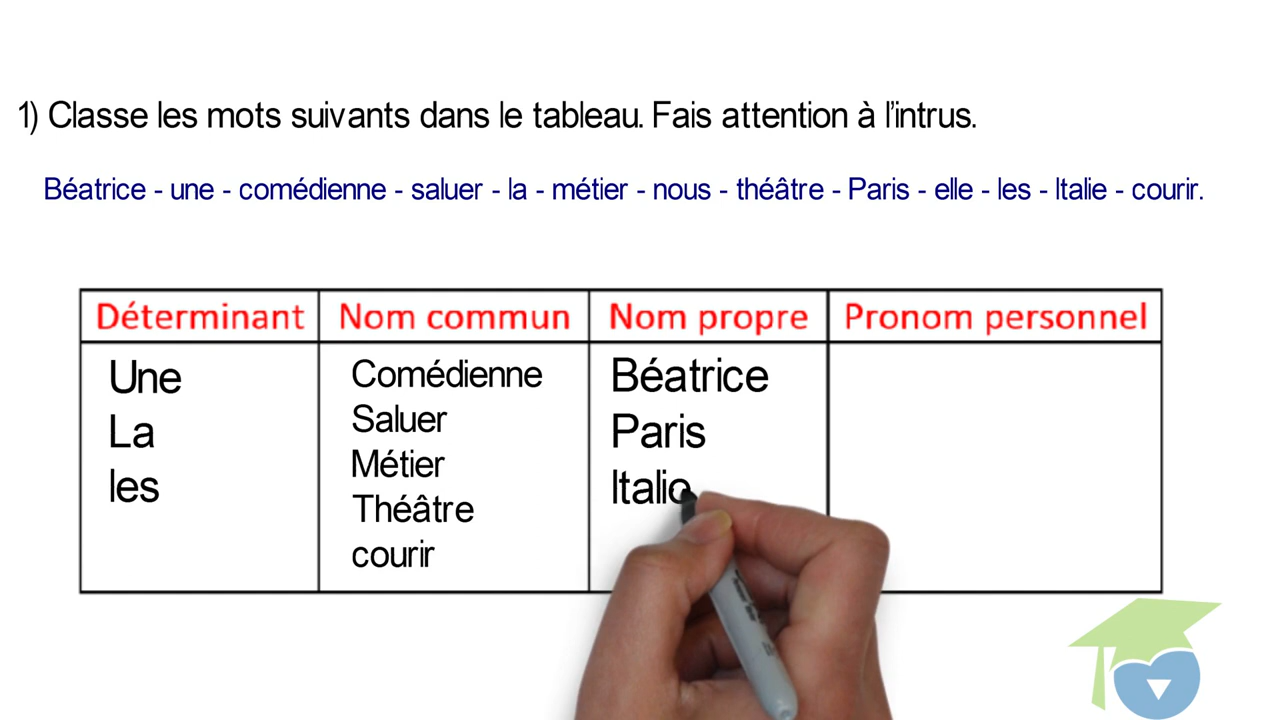 1) Classe les mots suivants dans le tableau. Fais attention à l'intrus.
Béatrice - une - comédienne - saluer - la - métier - nous - théâtre - Paris - elle - les - Italie - courir.
Déterminant Nom commun Nom propre Pronom personnel
Une
La
les
Comédienne
Saluer
Métier
Théâtre
courir
Béatrice
Paris
Italie